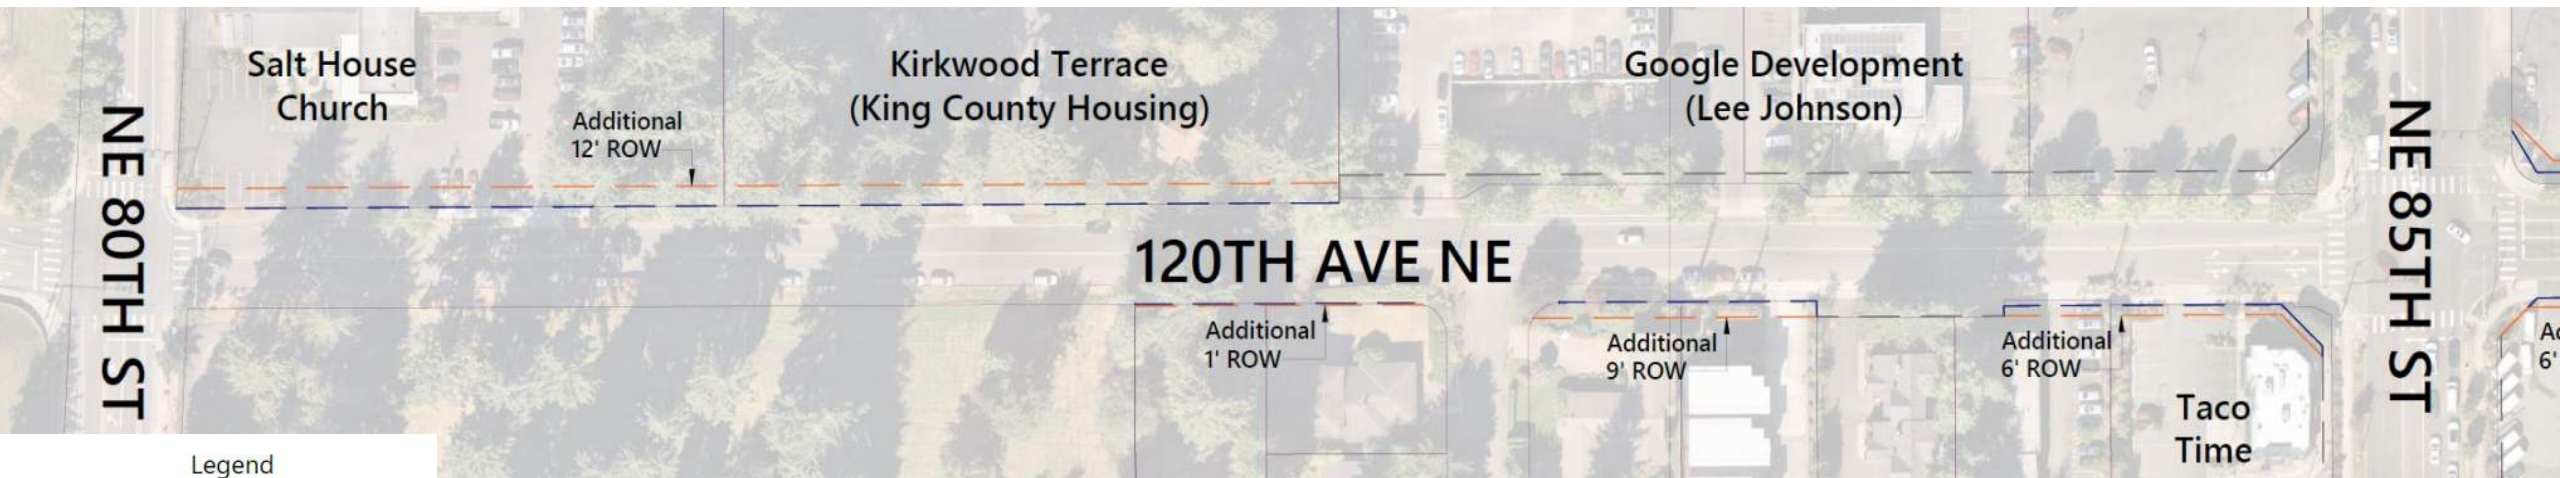 Salt House
Church
Additional
12' ROW
Kirkwood Terrace
(King County Housing)
Google Development
(Lee Johnson)
NE 80TH ST
NE 85TH ST
120TH AVE NE
Additional
1' ROW
Additional
9' ROW
Additional
6' ROW
Taco
Time
6'
Legend